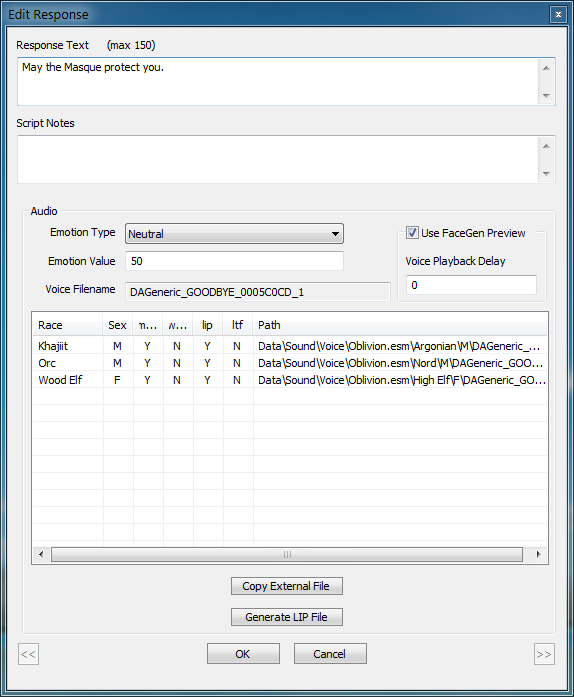 Edit Response
x
Response Text (max 150)
May the Masque protect you.
Script Notes
Audio
Emotion Type Neutral
Use FaceGen Preview
Emotion Value 50
Voice Playback Delay
Voice Filename DAGeneric_GOODBYE_0005C0CD_1
0
Race Sex m... w... lip ltf Path
Khajiit M Y N Y N Data\Sound\Voice\Oblivion.esm\Argonian\M\DAGeneric_...
Orc M Y N Y N Data\Sound\Voice\Oblivion.esm\Nord\M\DAGeneric_GOO...
Wood Elf F Y N Y N Data\Sound\Voice\Oblivion.esm\High Elf\F\DAGeneric_GO...
Copy External File
Generate LIP File
<< OK Cancel >>